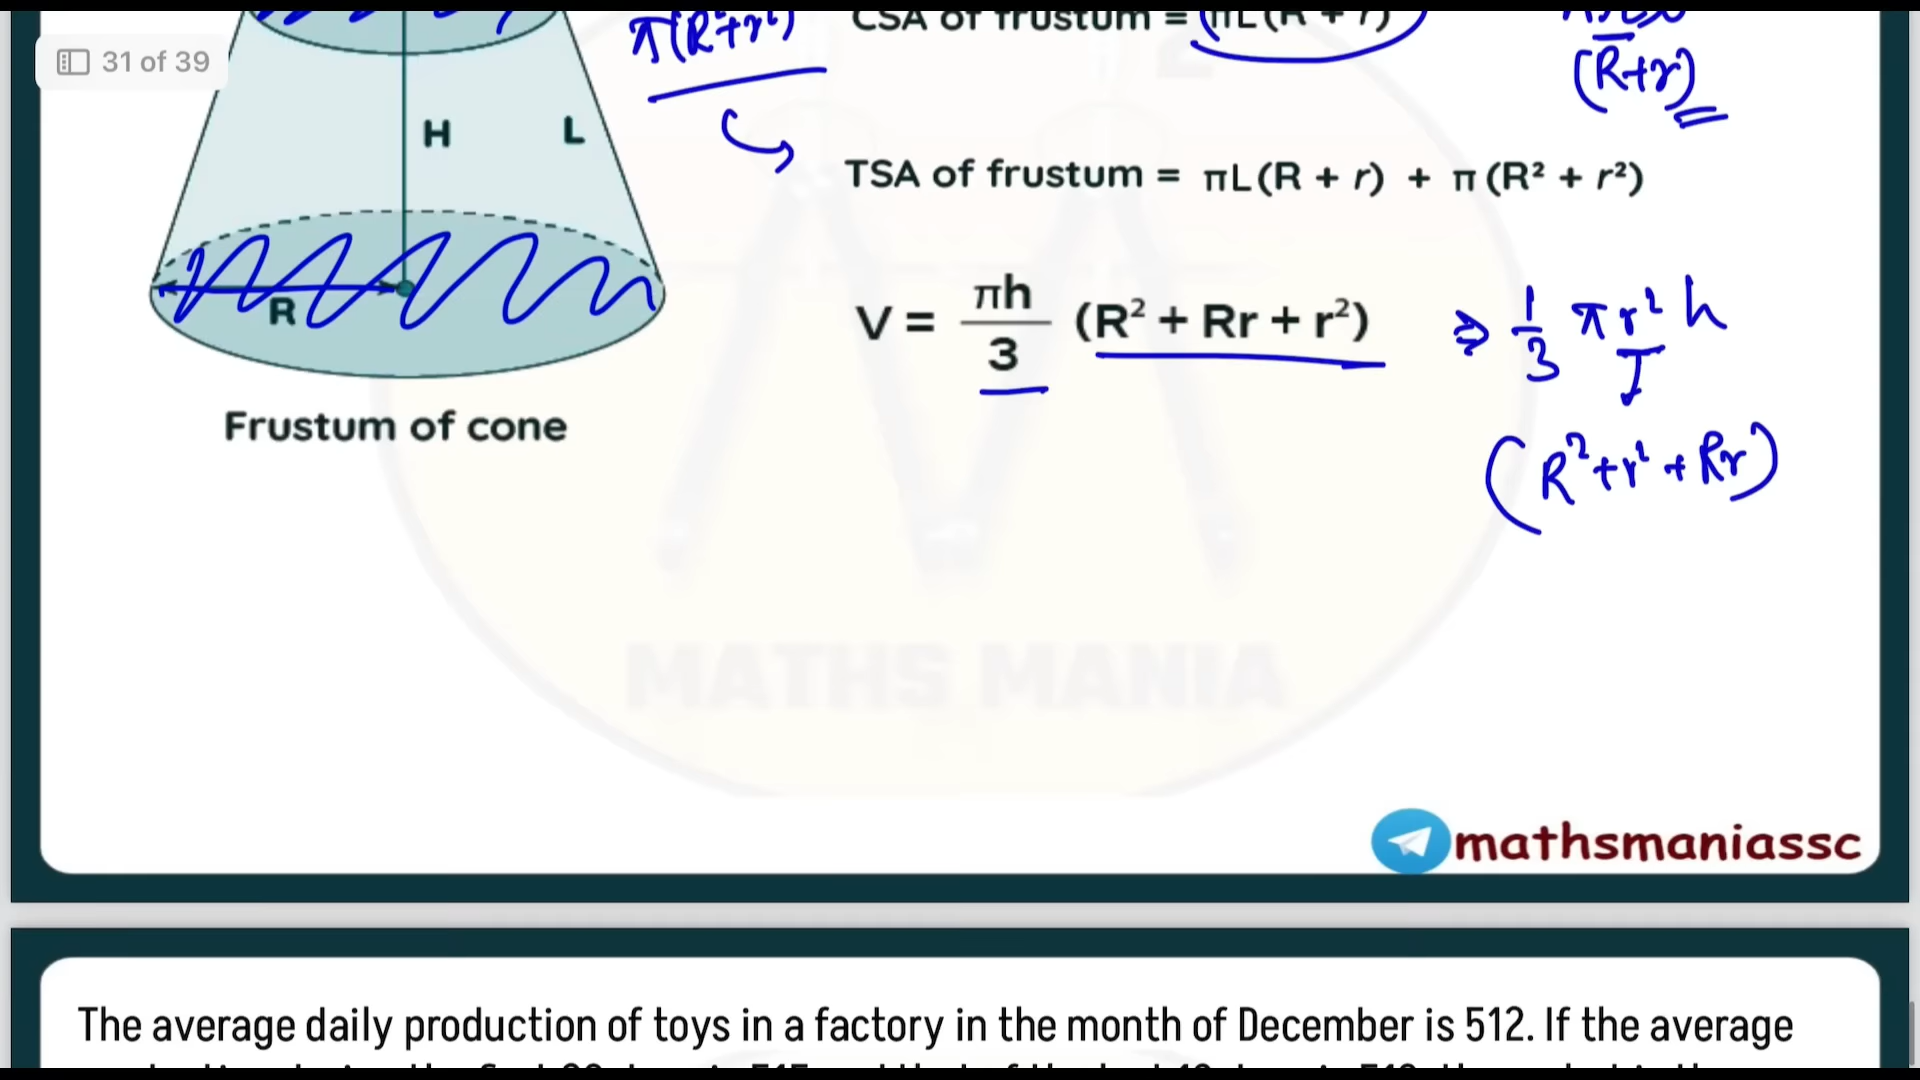 31 of 39
π(R²+r²)
CSA of frustum = πL(R + r)
(R+r)
H
L
TSA of frustum = πL(R + r) + π(R² + r²)
R
V = πh/3 (R² + Rr + r²)
⇒ 1/3 πr²h
(R²+r²+Rr)
Frustum of cone
MATHS MANIA
mathsmaniassc
The average daily production of toys in a factory in the month of December is 512. If the average